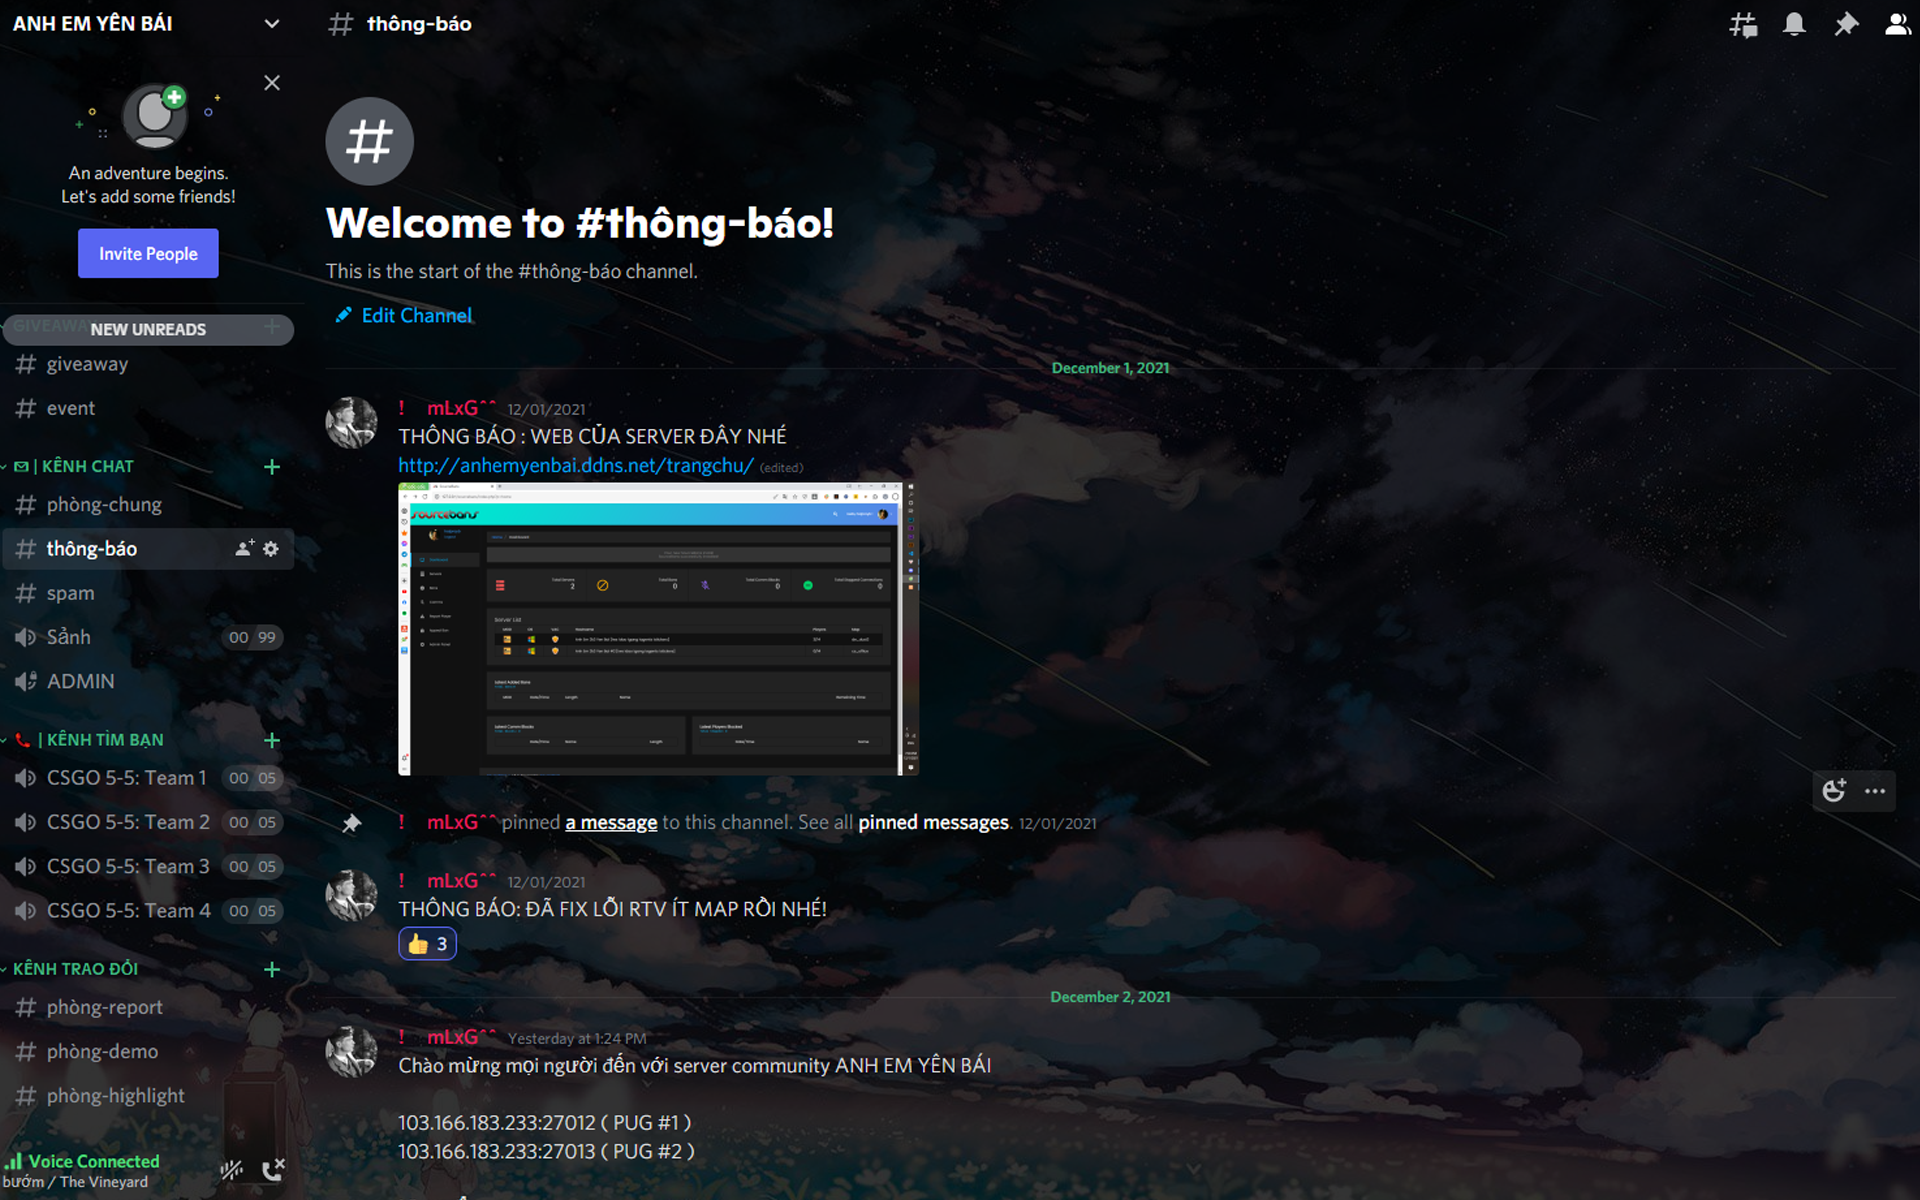 ANH EM YÊN BÁI
thông-báo
An adventure begins.
Let's add some friends!
Invite People
NEW UNREADS
giveaway
event
| KÊNH CHAT
phòng-chung
thông-báo
spam
Sảnh 00 99
ADMIN
| KÊNH TÌM BẠN
CSGO 5-5: Team 1 00 05
CSGO 5-5: Team 2 00 05
CSGO 5-5: Team 3 00 05
CSGO 5-5: Team 4 00 05
KÊNH TRAO ĐỔI
phòng-report
phòng-demo
phòng-highlight
Voice Connected
bướm / The Vineyard
Welcome to #thông-báo!
This is the start of the #thông-báo channel.
Edit Channel
December 1, 2021
! mLxG^^ 12/01/2021
THÔNG BÁO : WEB CỦA SERVER ĐÂY NHÉ
http://anhemyenbai.ddns.net/trangchu/ (edited)
sourcebans
Server List
! mLxG^^ pinned a message to this channel. See all pinned messages. 12/01/2021
! mLxG^^ 12/01/2021
THÔNG BÁO: ĐÃ FIX LỖI RTV ÍT MAP RỒI NHÉ!
3
December 2, 2021
! mLxG^^ Yesterday at 1:24 PM
Chào mừng mọi người đến với server community ANH EM YÊN BÁI
103.166.183.233:27012 ( PUG #1 )
103.166.183.233:27013 ( PUG #2 )